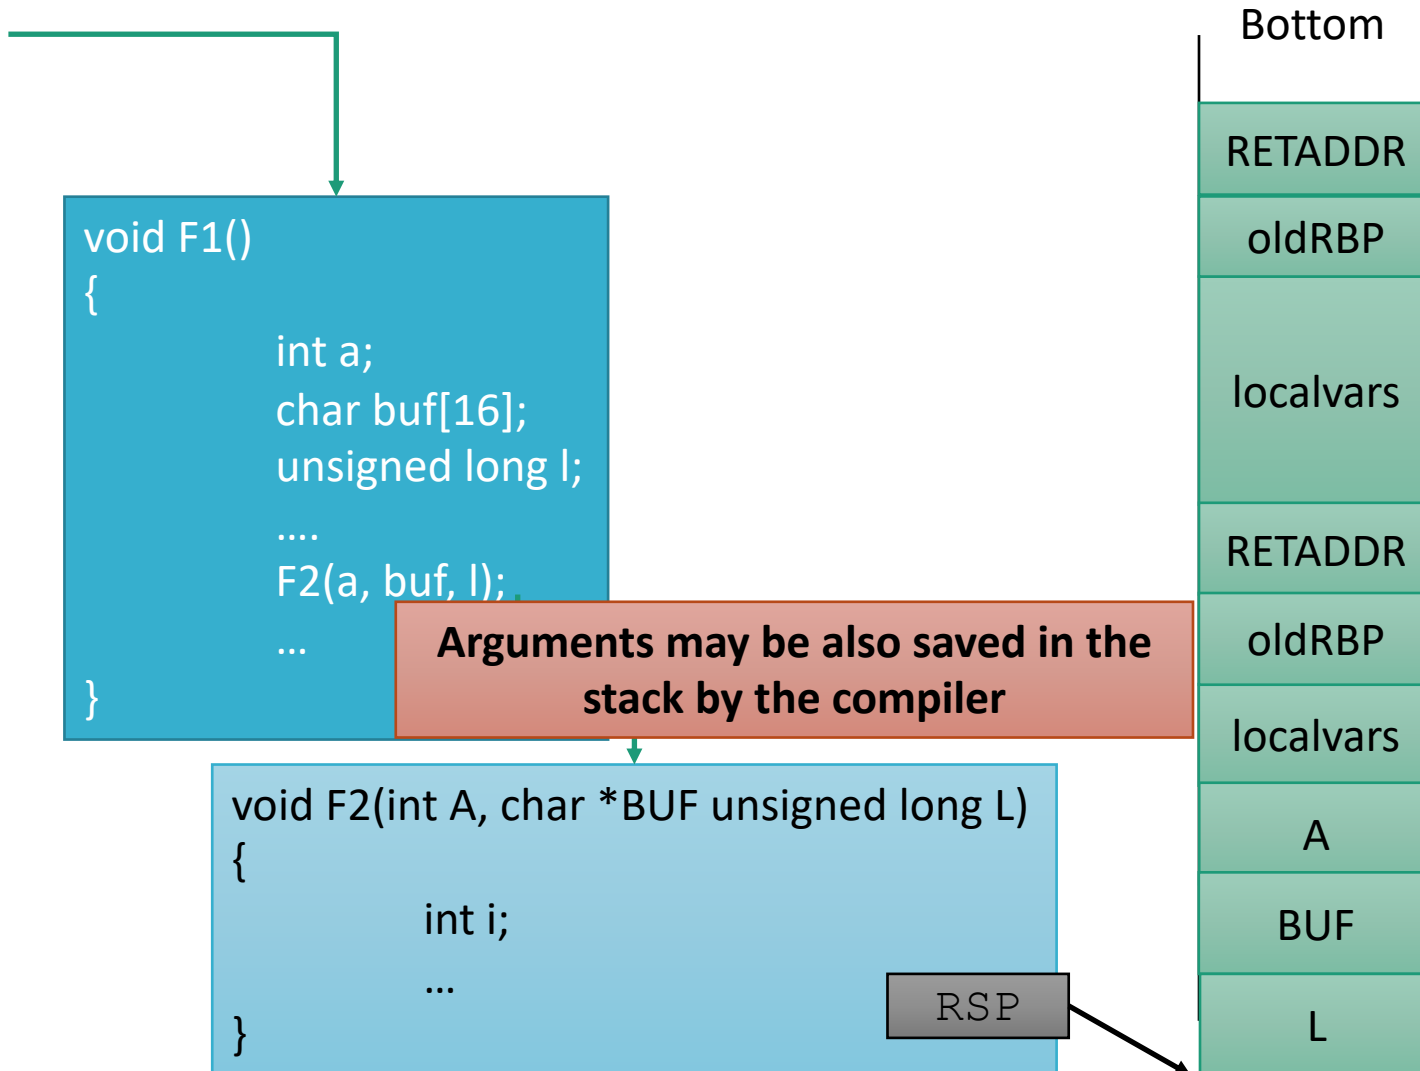 void F1()
{
int a;
char buf[16];
unsigned long l;
....
F2(a, buf, l);
...
}
Arguments may be also saved in the
stack by the compiler
void F2(int A, char *BUF unsigned long L)
{
int i;
...
}
RSP
Bottom
RETADDR
oldRBP
localvars
RETADDR
oldRBP
localvars
A
BUF
L